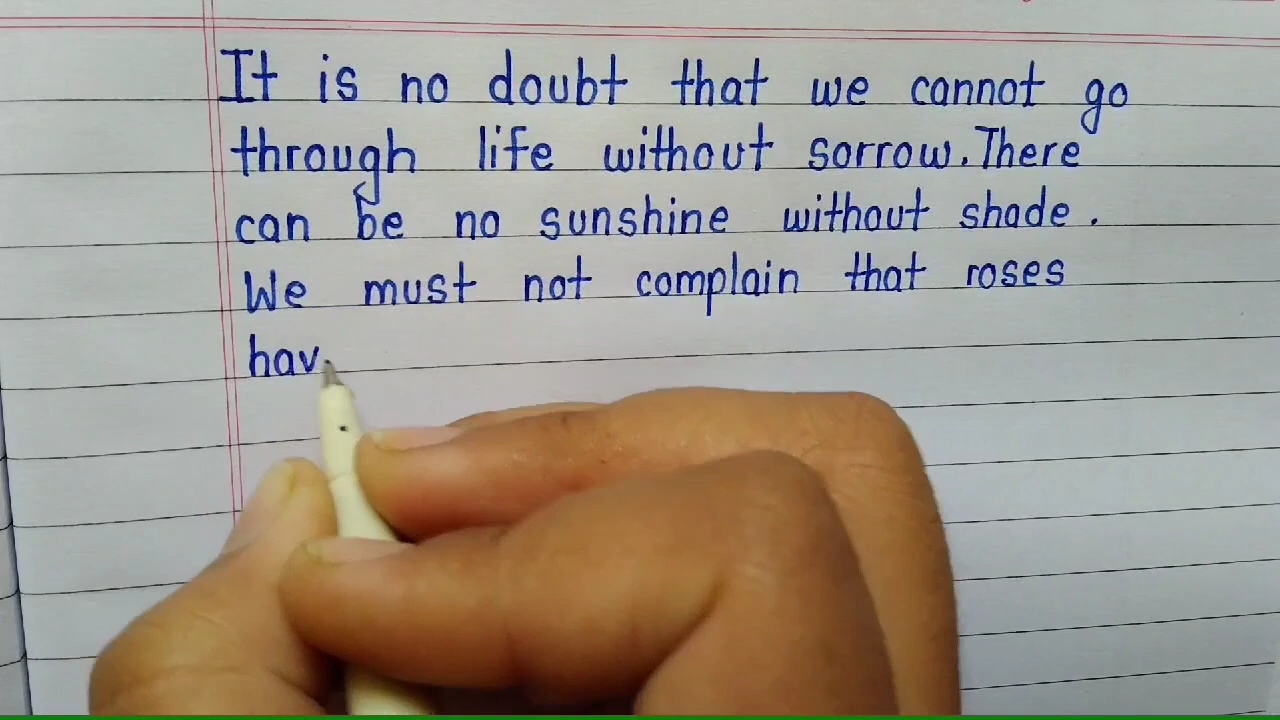 It is no doubt that we cannot go
through life without sorrow. There
can be no sunshine without shade.
We must not complain that roses
hav